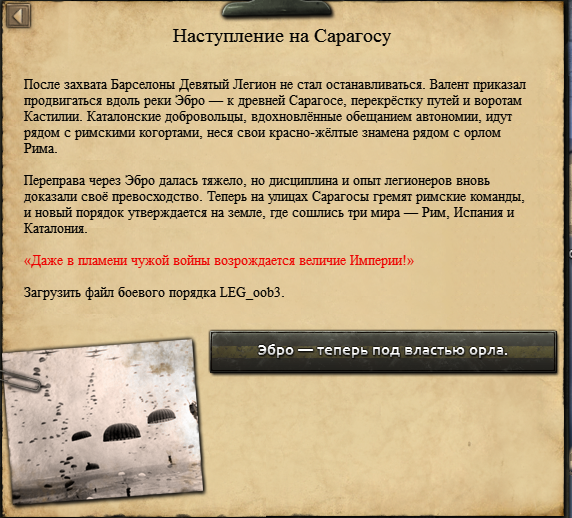 Наступление на Сарагосу
После захвата Барселоны Девятый Легион не стал останавливаться. Валент приказал
продвигаться вдоль реки Эбро — к древней Сарагосе, перекрёстку путей и воротам
Кастилии. Каталонские добровольцы, вдохновлённые обещанием автономии, идут
рядом с римскими когортами, неся свои красно-жёлтые знамена рядом с орлом
Рима.
Переправа через Эбро далась тяжело, но дисциплина и опыт легионеров вновь
доказали своё превосходство. Теперь на улицах Сарагосы гремят римские команды,
и новый порядок утверждается на земле, где сошлись три мира — Рим, Испания и
Каталония.
«Даже в пламени чужой войны возрождается величие Империи!»
Загрузить файл боевого порядка LEG_oob3.
Эбро — теперь под властью орла.